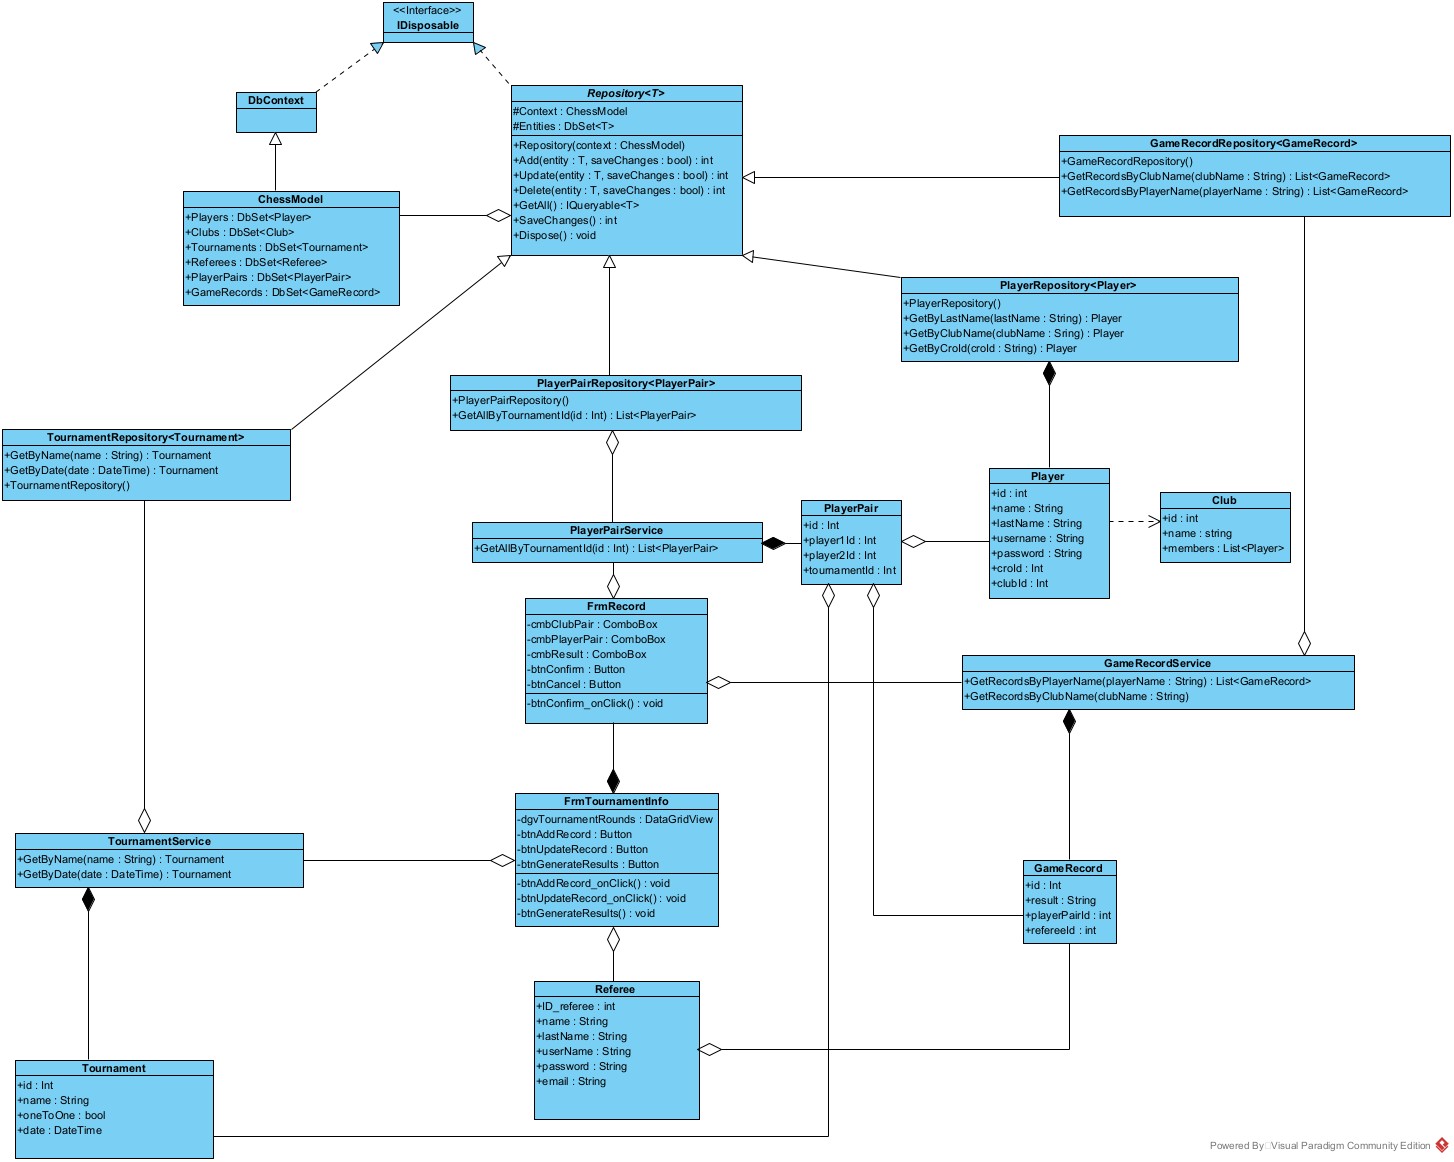 <<Interface>>
IDisposable
DbContext
Repository<T>
#Context : ChessModel
#Entities : DbSet<T>
+Repository(context : ChessModel)
+Add(entity : T, saveChanges : bool) : int
+Update(entity : T, saveChanges : bool) : int
+Delete(entity : T, saveChanges : bool) : int
+GetAll() : IQueryable<T>
+SaveChanges() : int
+Dispose() : void
GameRecordRepository<GameRecord>
+GameRecordRepository()
+GetRecordsByClubName(clubName : String) : List<GameRecord>
+GetRecordsByPlayerName(playerName : String) : List<GameRecord>
ChessModel
+Players : DbSet<Player>
+Clubs : DbSet<Club>
+Tournaments : DbSet<Tournament>
+Referees : DbSet<Referee>
+PlayerPairs : DbSet<PlayerPair>
+GameRecords : DbSet<GameRecord>
PlayerRepository<Player>
+PlayerRepository()
+GetByLastName(lastName : String) : Player
+GetByClubName(clubName : Sring) : Player
+GetByCroId(croId : String) : Player
PlayerPairRepository<PlayerPair>
+PlayerPairRepository()
+GetAllByTournamentId(id : Int) : List<PlayerPair>
TournamentRepository<Tournament>
+GetByName(name : String) : Tournament
+GetByDate(date : DateTime) : Tournament
+TournamentRepository()
Player
+id : int
+name : String
+lastName : String
+username : String
+password : String
+croId : Int
+clubId : Int
Club
+id : int
+name : string
+members : List<Player>
PlayerPair
+id : Int
+player1Id : Int
+player2Id : Int
+tournamentId : Int
PlayerPairService
+GetAllByTournamentId(id : Int) : List<PlayerPair>
FrmRecord
-cmbClubPair : ComboBox
-cmbPlayerPair : ComboBox
-cmbResult : ComboBox
-btnConfirm : Button
-btnCancel : Button
-btnConfirm_onClick() : void
GameRecordService
+GetRecordsByPlayerName(playerName : String) : List<GameRecord>
+GetRecordsByClubName(clubName : String)
FrmTournamentInfo
-dgvTournamentRounds : DataGridView
-btnAddRecord : Button
-btnUpdateRecord : Button
-btnGenerateResults : Button
-btnAddRecord_onClick() : void
-btnUpdateRecord_onClick() : void
-btnGenerateResults() : void
TournamentService
+GetByName(name : String) : Tournament
+GetByDate(date : DateTime) : Tournament
GameRecord
+id : Int
+result : String
+playerPairId : int
+refereeId : int
Referee
+ID_referee : int
+name : String
+lastName : String
+userName : String
+password : String
+email : String
Tournament
+id : Int
+name : String
+oneToOne : bool
+date : DateTime
Powered By Visual Paradigm Community Edition